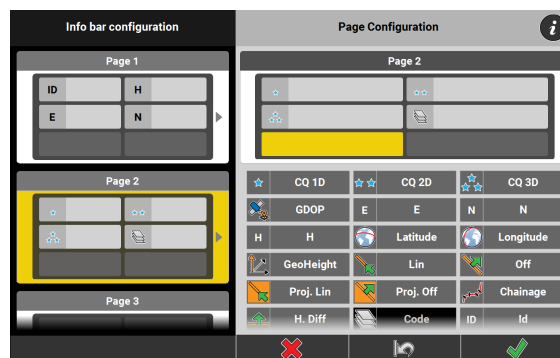 Info bar configuration
Page 1
ID H
E N
Page 2
Page 3
Page Configuration
i
Page 2
CQ 1D CQ 2D CQ 3D
GDOP E E N N
H H Latitude Longitude
GeoHeight Lin Off
Proj. Lin Proj. Off Chainage
H. Diff Code ID Id